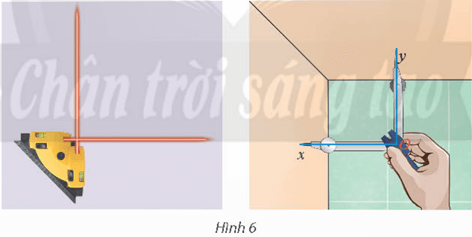 Chân trời sáng tạo
y
x
Hình 6